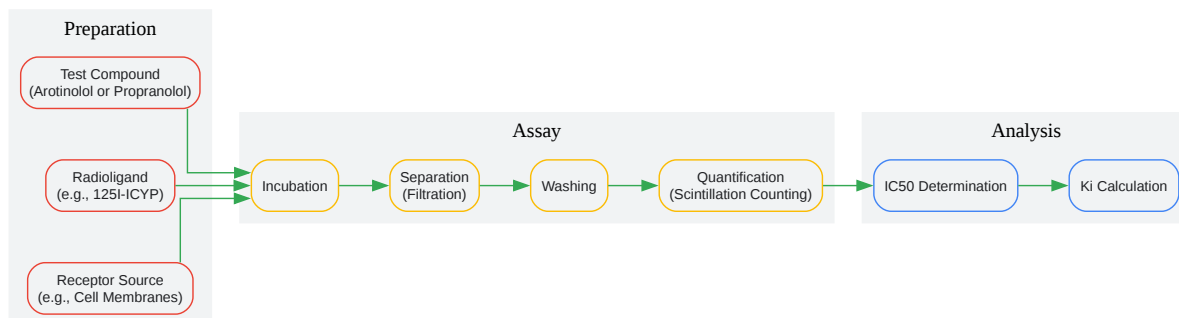 Preparation
Test Compound
(Arotinolol or Propranolol)
Radioligand
(e.g., 125I-ICYP)
Receptor Source
(e.g., Cell Membranes)
Assay
Incubation
Separation
(Filtration)
Washing
Quantification
(Scintillation Counting)
Analysis
IC50 Determination
Ki Calculation